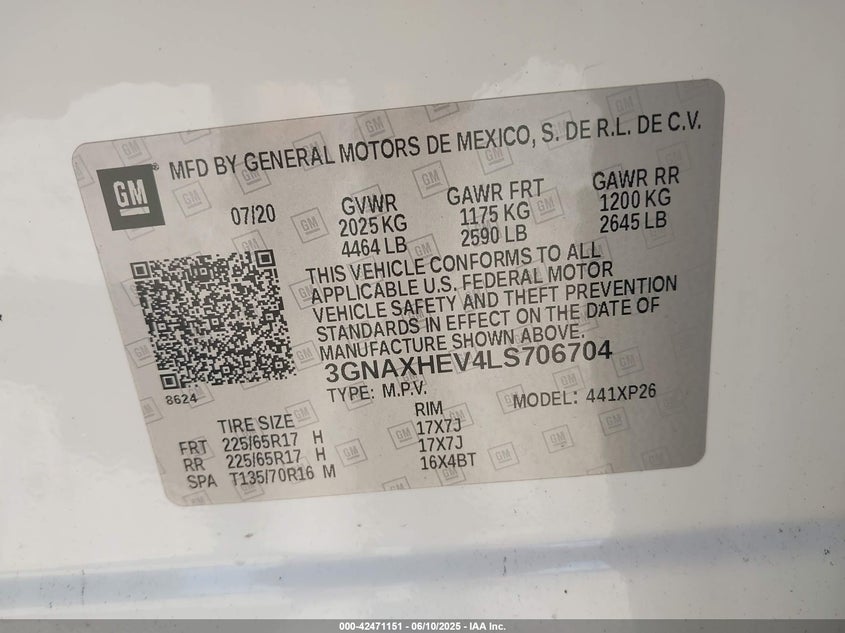 GM® MFD BY GENERAL MOTORS DE MEXICO, S. DE R.L. DE C.V.
07/20
GVWR
2025 KG
4464 LB
GAWR FRT
1175 KG
2590 LB
GAWR RR
1200 KG
2645 LB
THIS VEHICLE CONFORMS TO ALL
APPLICABLE U.S. FEDERAL MOTOR
VEHICLE SAFETY AND THEFT PREVENTION
STANDARDS IN EFFECT ON THE DATE OF
MANUFACTURE SHOWN ABOVE.
3GNAXHEV4LS706704
8624
TYPE: M.P.V. MODEL: 441XP26
TIRE SIZE RIM
FRT 225/65R17 H 17X7J
RR 225/65R17 H 17X7J
SPA T135/70R16 M 16X4BT
000-42471151 - 06/10/2025 - IAA Inc.